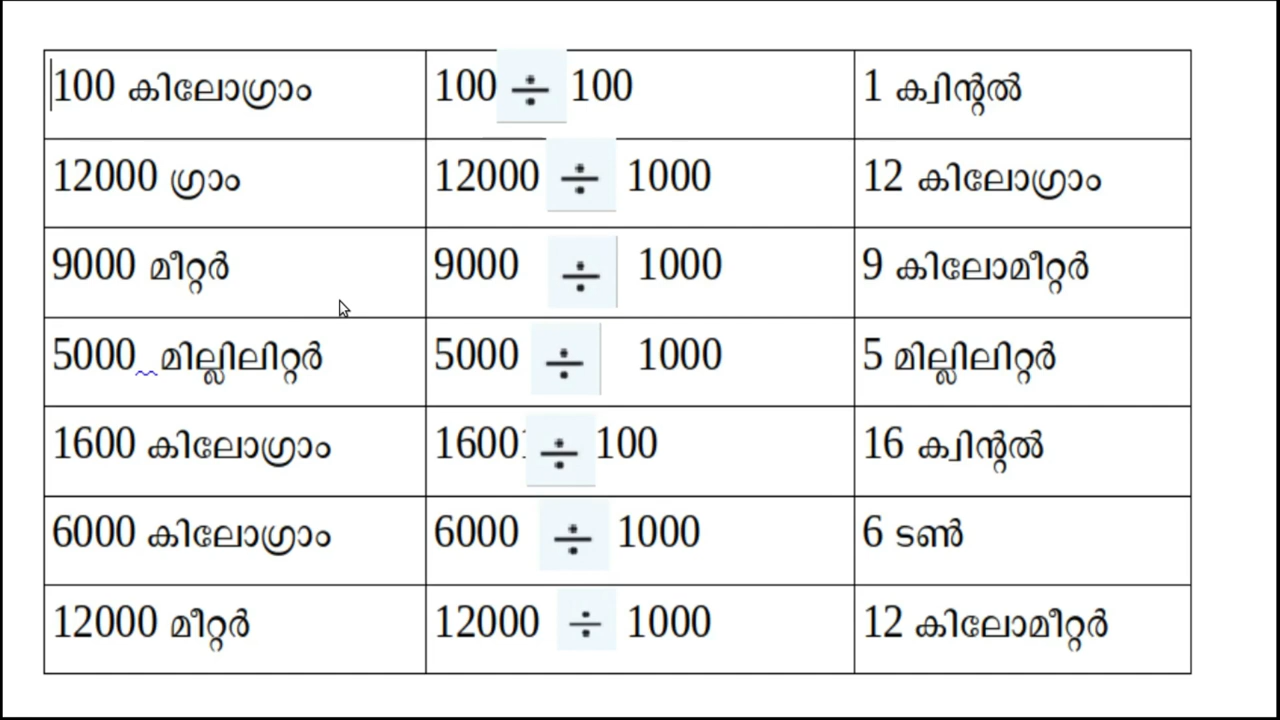 100 കിലോഗ്രാം 100 ÷ 100 1 ക്വിന്റൽ
12000 ഗ്രാം 12000 ÷ 1000 12 കിലോഗ്രാം
9000 മീറ്റർ 9000 ÷ 1000 9 കിലോമീറ്റർ
5000 മില്ലിലിറ്റർ 5000 ÷ 1000 5 മില്ലിലിറ്റർ
1600 കിലോഗ്രാം 1600 ÷ 100 16 ക്വിന്റൽ
6000 കിലോഗ്രാം 6000 ÷ 1000 6 ടൺ
12000 മീറ്റർ 12000 ÷ 1000 12 കിലോമീറ്റർ